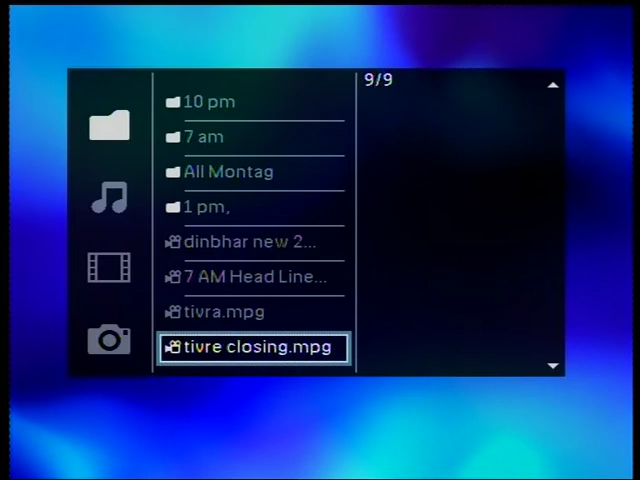 9/9
10 pm
7 am
All Montag
1 pm,
dinbhar new 2...
7 AM Head Line...
tivra.mpg
tivre closing.mpg